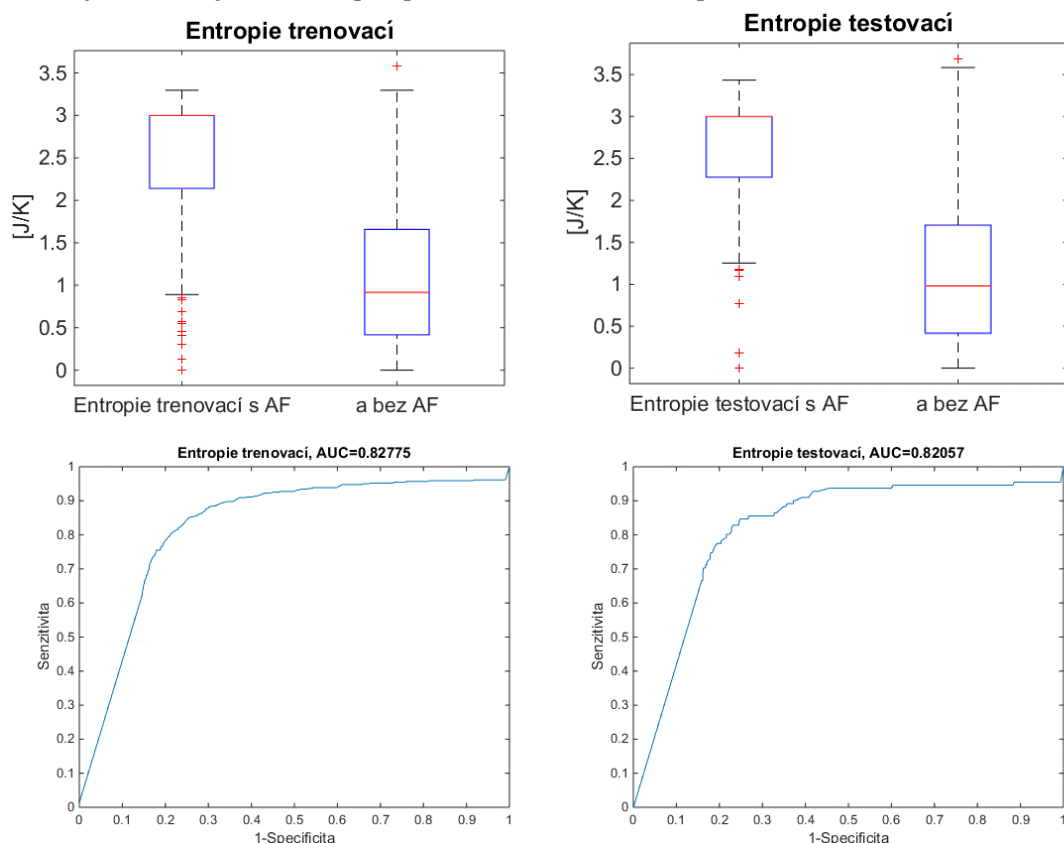 Entropie trenovací
3.5
3
2.5
2
1.5
1
0.5
0
[J/K]
Entropie trenovací s AF
a bez AF
Entropie testovací
3.5
3
2.5
2
1.5
1
0.5
0
[J/K]
Entropie testovací s AF
a bez AF
Entropie trenovací, AUC=0.82775
1
0.9
0.8
0.7
0.6
0.5
0.4
0.3
0.2
0.1
0
Senzitivita
0 0.1 0.2 0.3 0.4 0.5 0.6 0.7 0.8 0.9 1
1-Specificita
Entropie testovací, AUC=0.82057
1
0.9
0.8
0.7
0.6
0.5
0.4
0.3
0.2
0.1
0
Senzitivita
0 0.1 0.2 0.3 0.4 0.5 0.6 0.7 0.8 0.9 1
1-Specificita